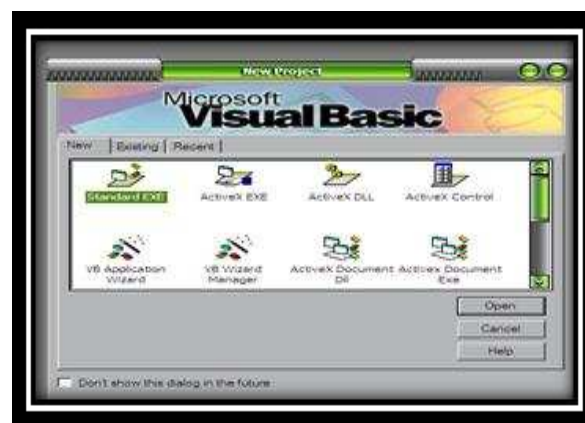 New Project
Microsoft
Visual Basic
New Existing Recent
Standard EXE ActiveX EXE ActiveX DLL ActiveX Control
VB Application Wizard VB Wizard Manager ActiveX Document Dll Activex Document Exe
Open
Cancel
Help
Don't show this dialog in the future